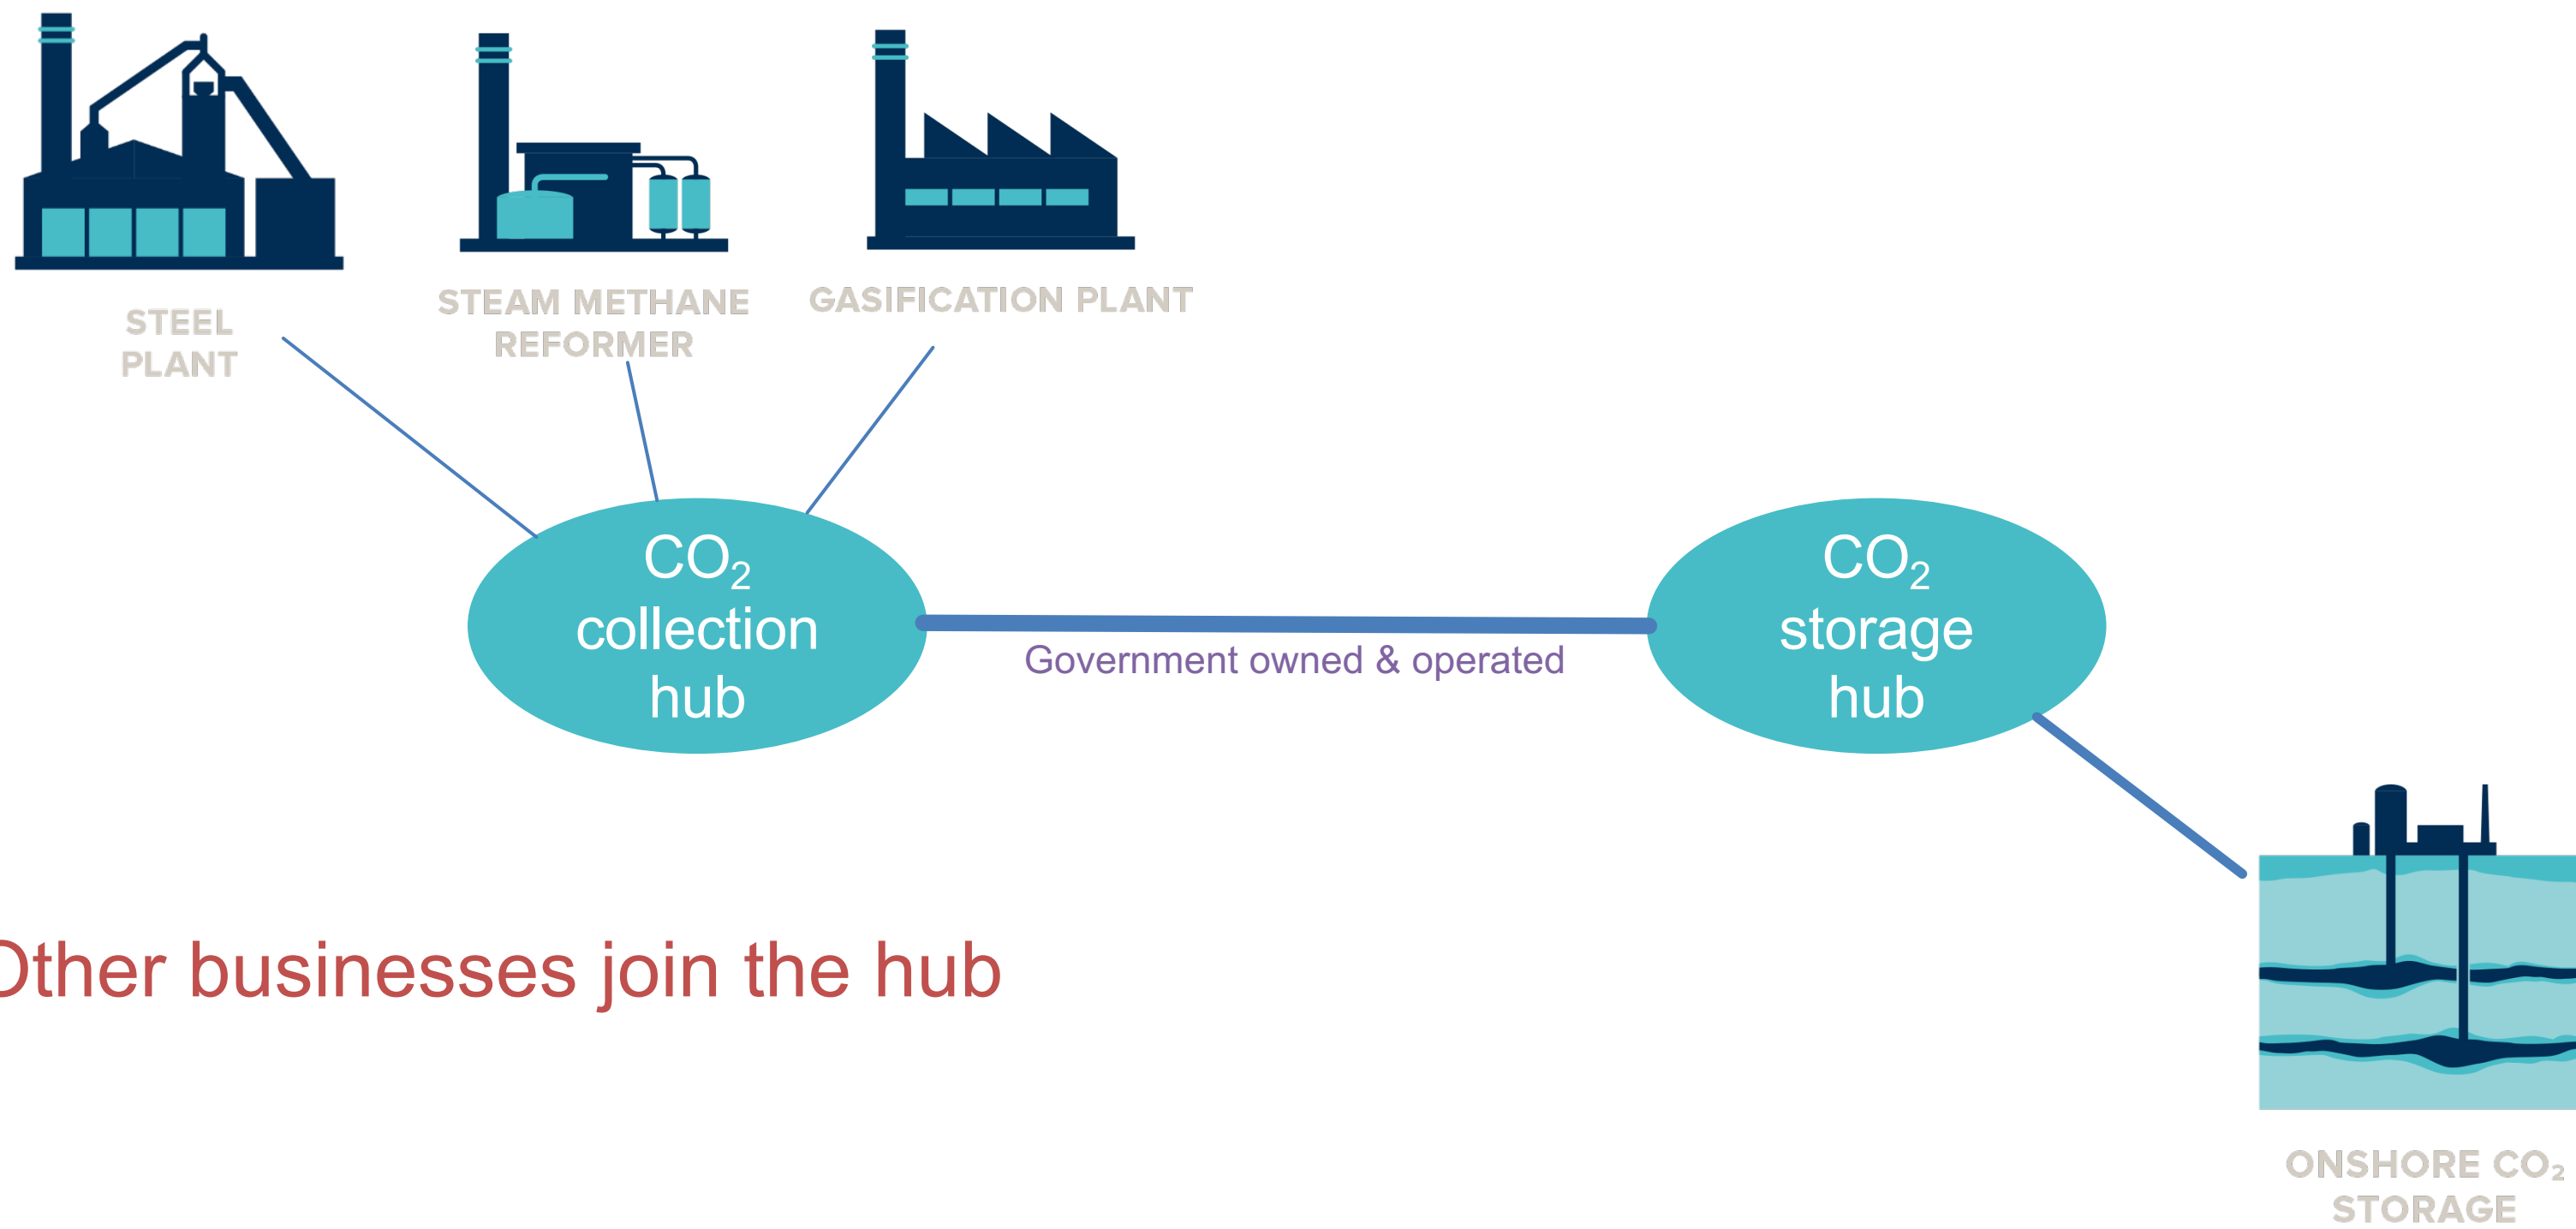 STEEL
PLANT
STEAM METHANE
REFORMER
GASIFICATION PLANT
CO₂
collection
hub
Government owned & operated
CO₂
storage
hub
Other businesses join the hub
ONSHORE CO₂
STORAGE